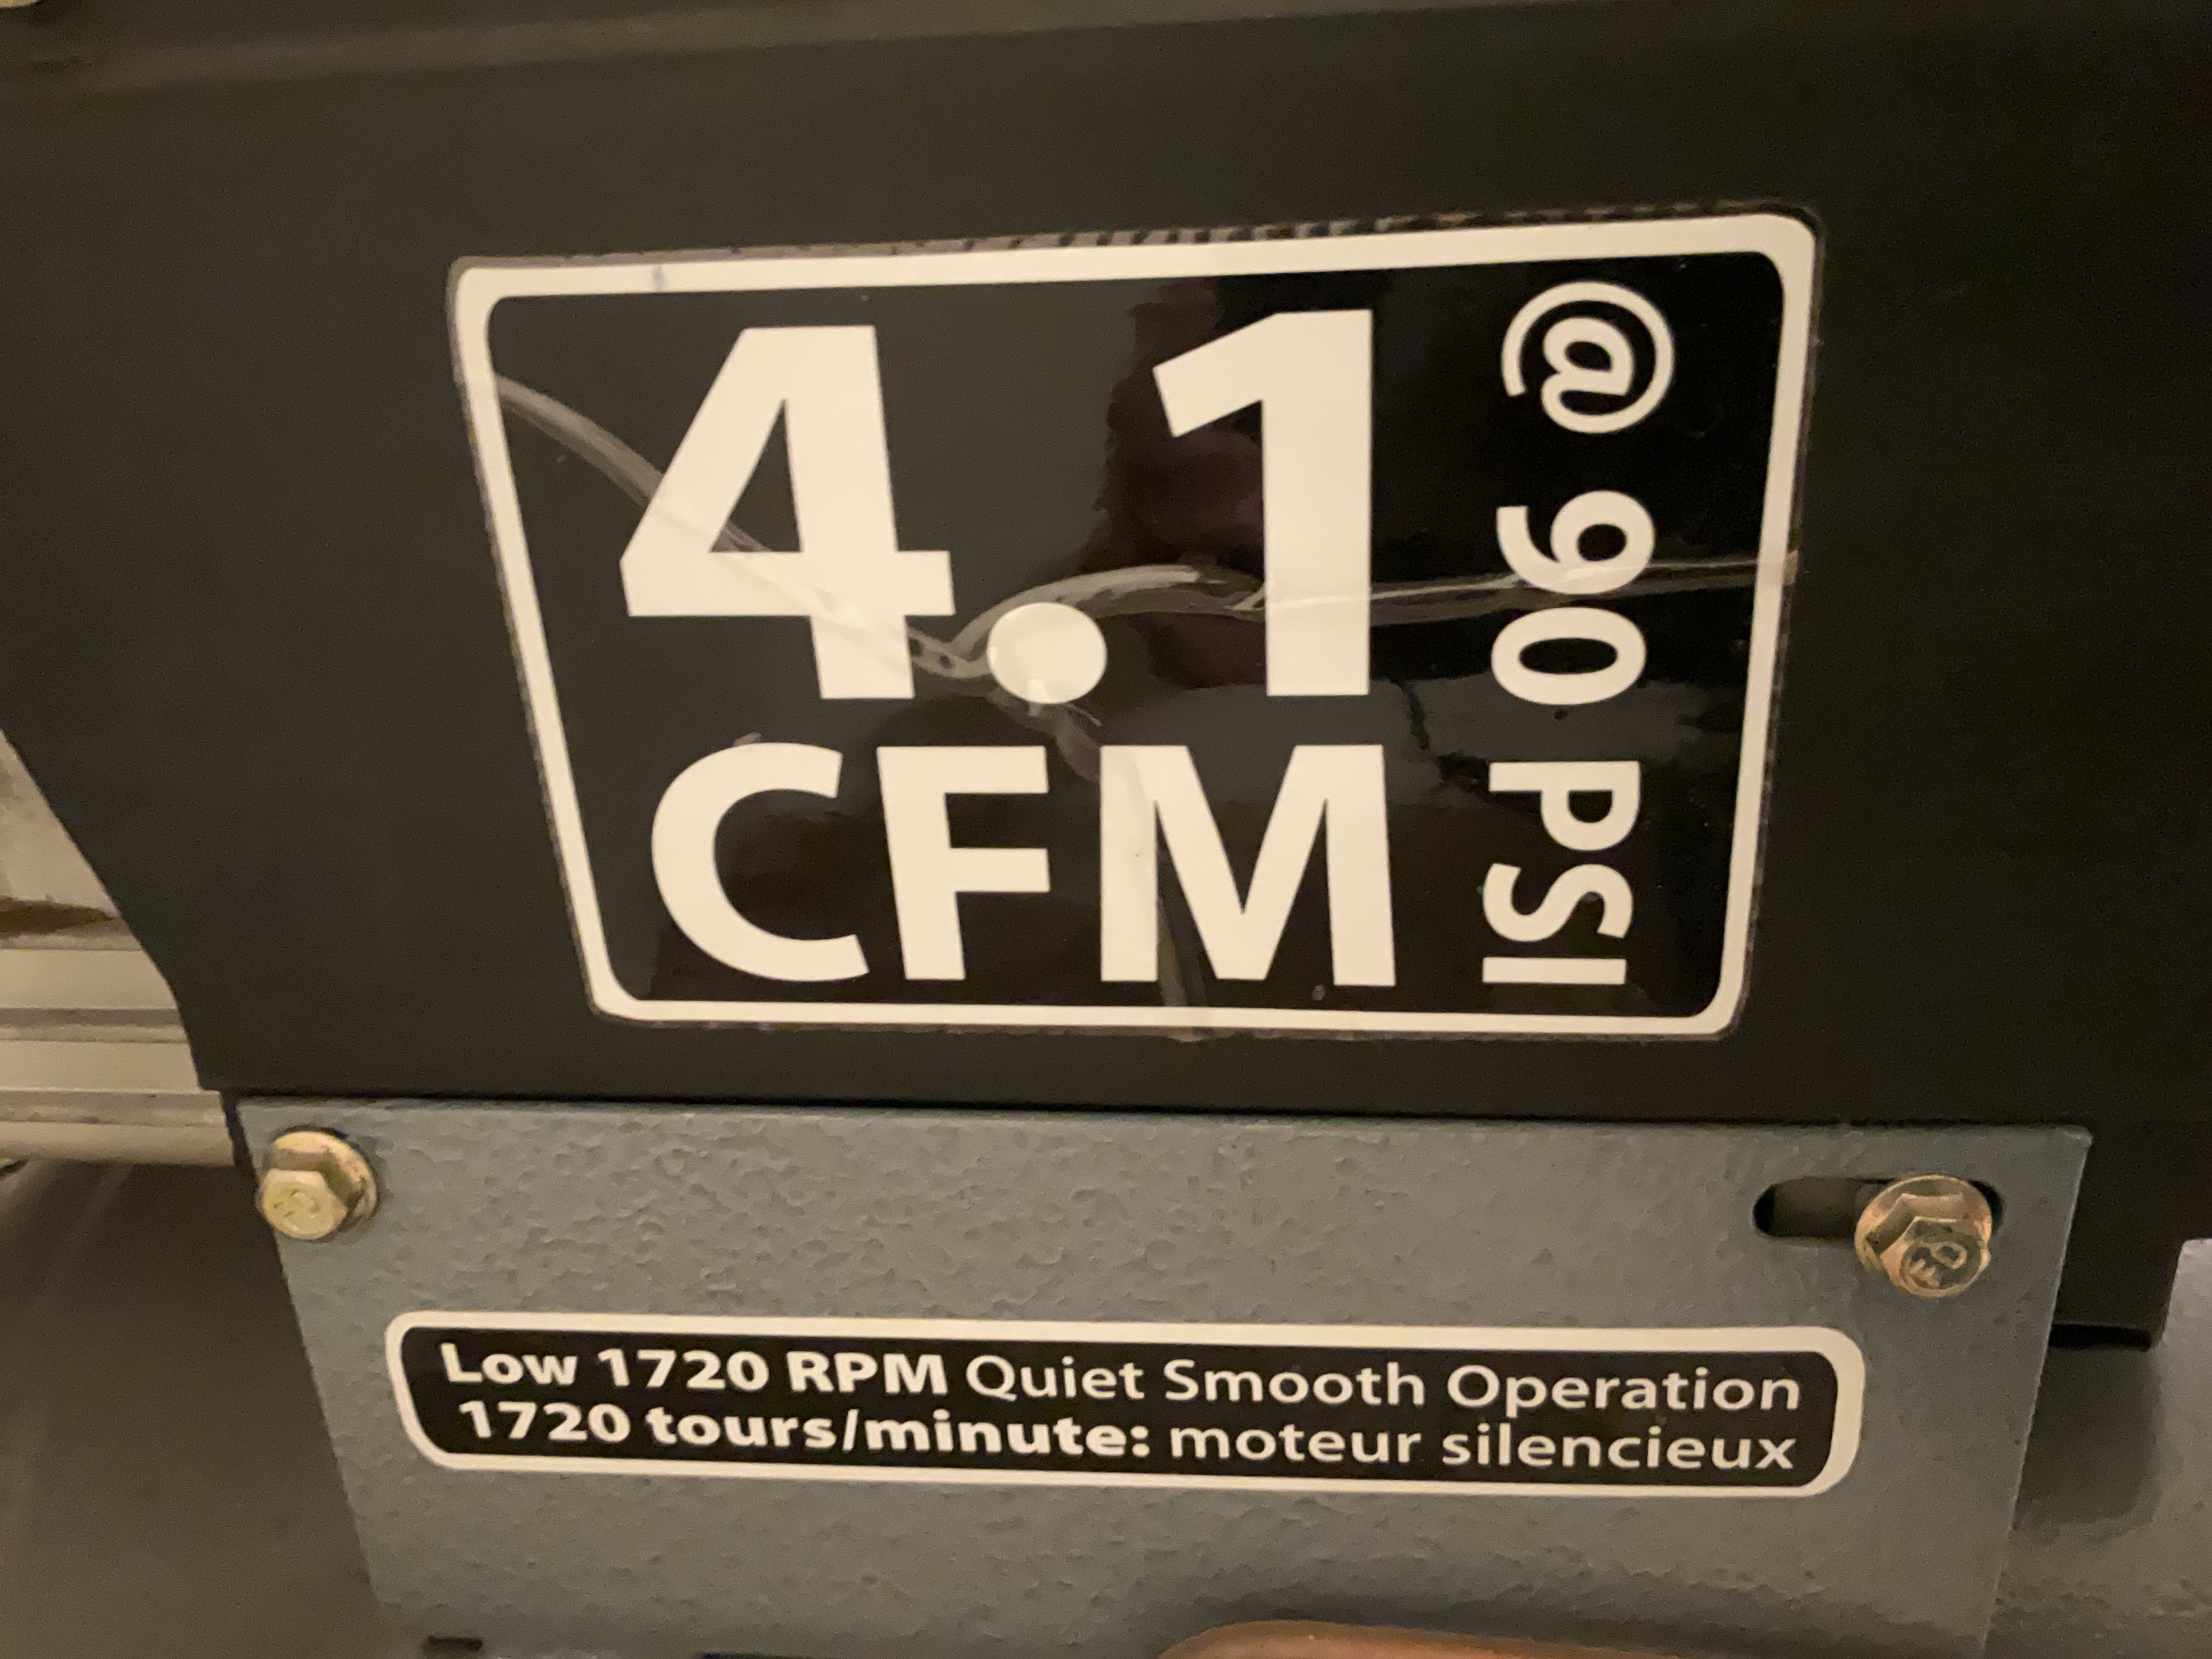 4.1
CFM
@ 90 PSI
Low 1720 RPM Quiet Smooth Operation
1720 tours/minute: moteur silencieux